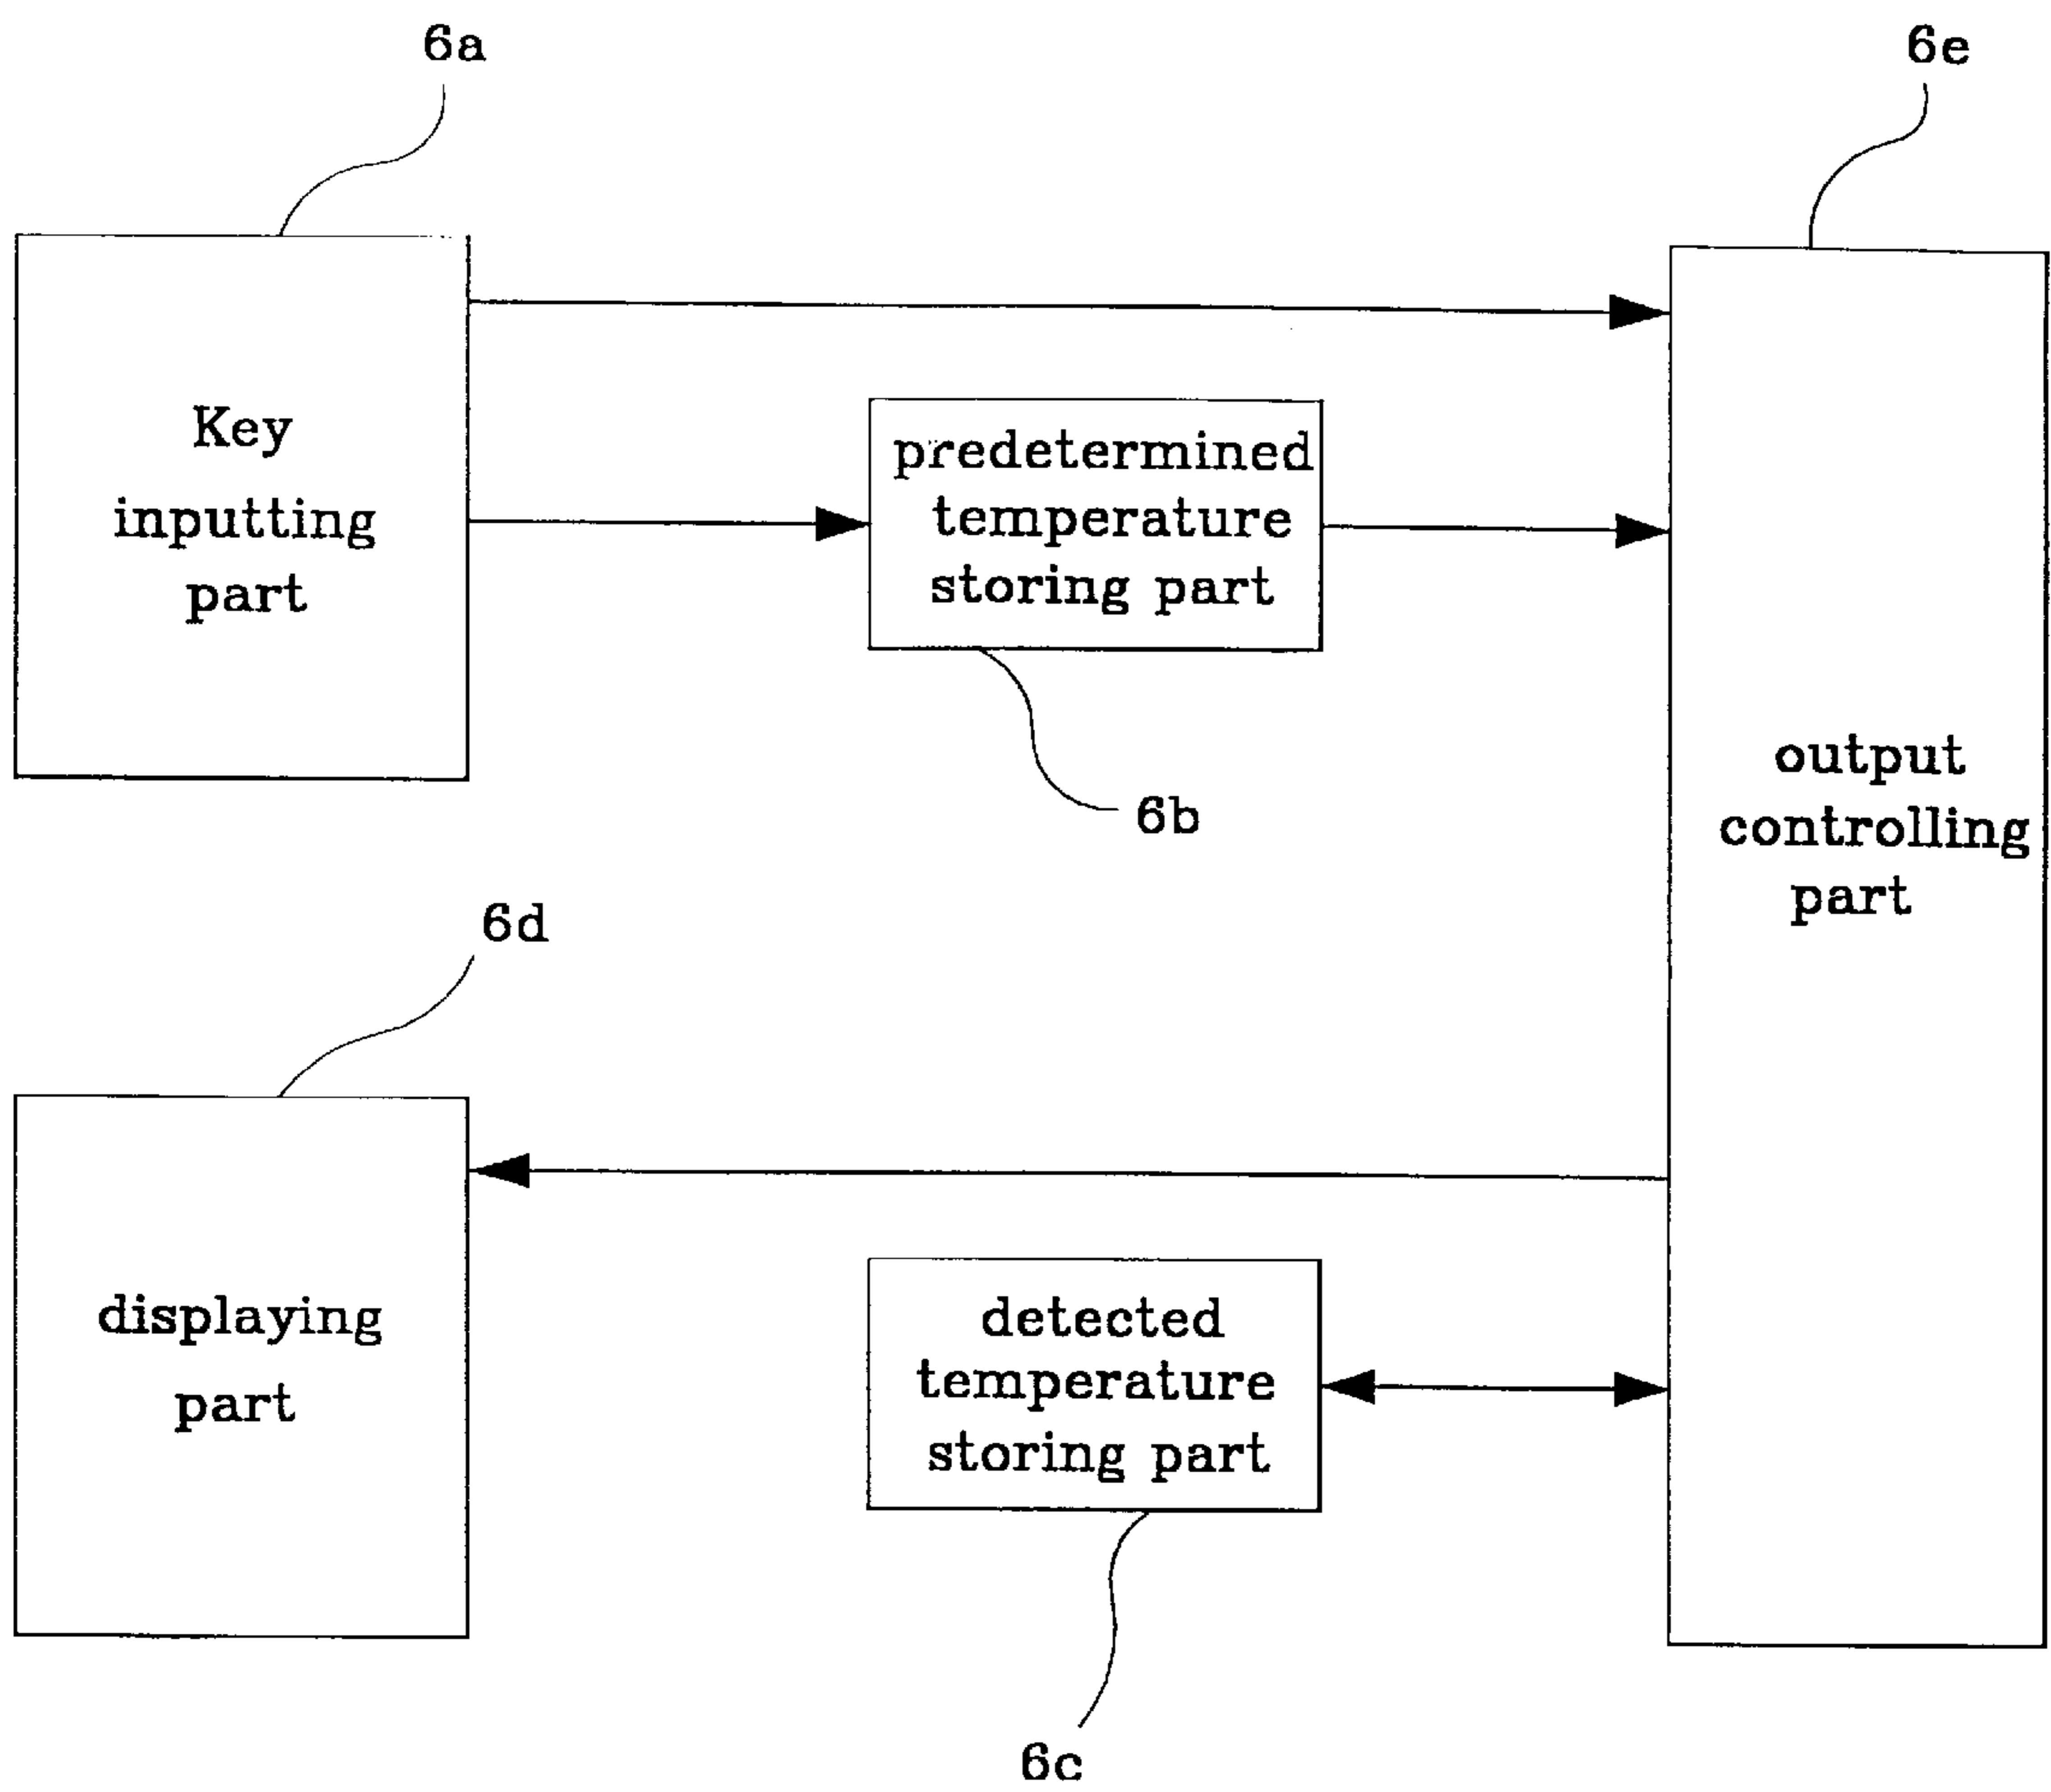 6a
6e
Key
inputting
part
predetermined
temperature
storing part
6b
output
controlling
part
6d
displaying
part
detected
temperature
storing part
6c